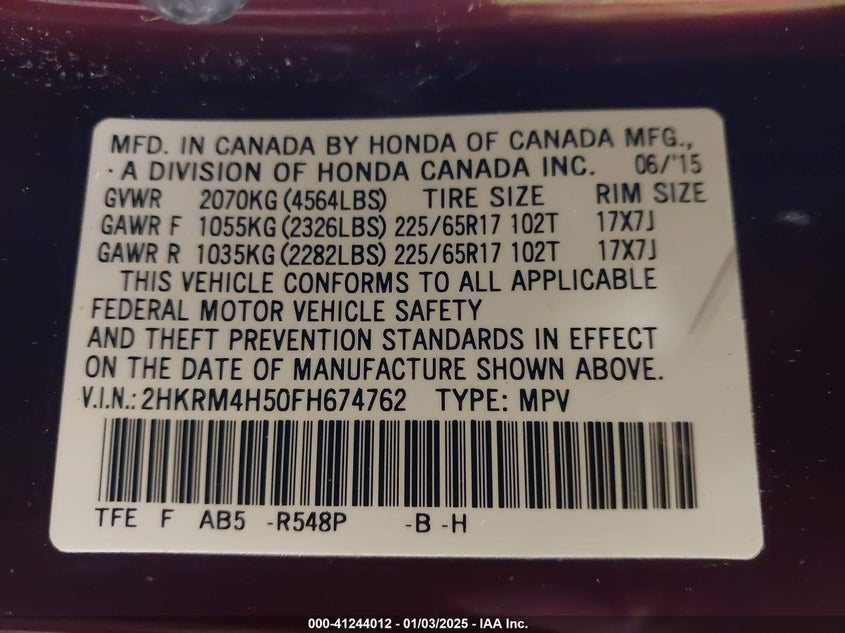 MFD. IN CANADA BY HONDA OF CANADA MFG.,
·A DIVISION OF HONDA CANADA INC. 06/'15
GVWR 2070KG (4564LBS) TIRE SIZE RIM SIZE
GAWR F 1055KG (2326LBS) 225/65R17 102T 17X7J
GAWR R 1035KG (2282LBS) 225/65R17 102T 17X7J
THIS VEHICLE CONFORMS TO ALL APPLICABLE
FEDERAL MOTOR VEHICLE SAFETY
AND THEFT PREVENTION STANDARDS IN EFFECT
ON THE DATE OF MANUFACTURE SHOWN ABOVE.
V.I.N.: 2HKRM4H50FH674762 TYPE: MPV
TFE F AB5 -R548P -B -H
000-41244012 - 01/03/2025 - IAA Inc.